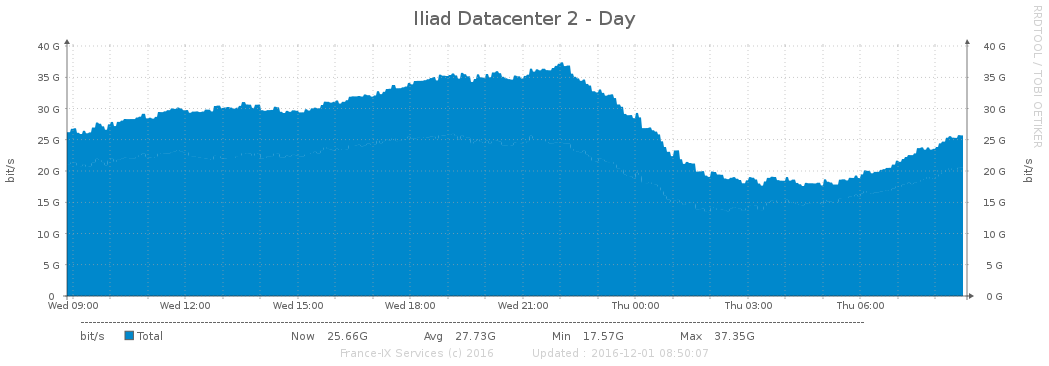 Iliad Datacenter 2 - Day
RRDTOOL / TOBI OETIKER
40 G 40 G
35 G 35 G
30 G 30 G
25 G 25 G
20 G 20 G
15 G 15 G
10 G 10 G
5 G 5 G
0 0 G
bit/s
bit/s
Wed 09:00 Wed 12:00 Wed 15:00 Wed 18:00 Wed 21:00 Thu 00:00 Thu 03:00 Thu 06:00
bit/s Total Now 25.66G Avg 27.73G Min 17.57G Max 37.35G
France-IX Services (c) 2016 Updated : 2016-12-01 08:50:07